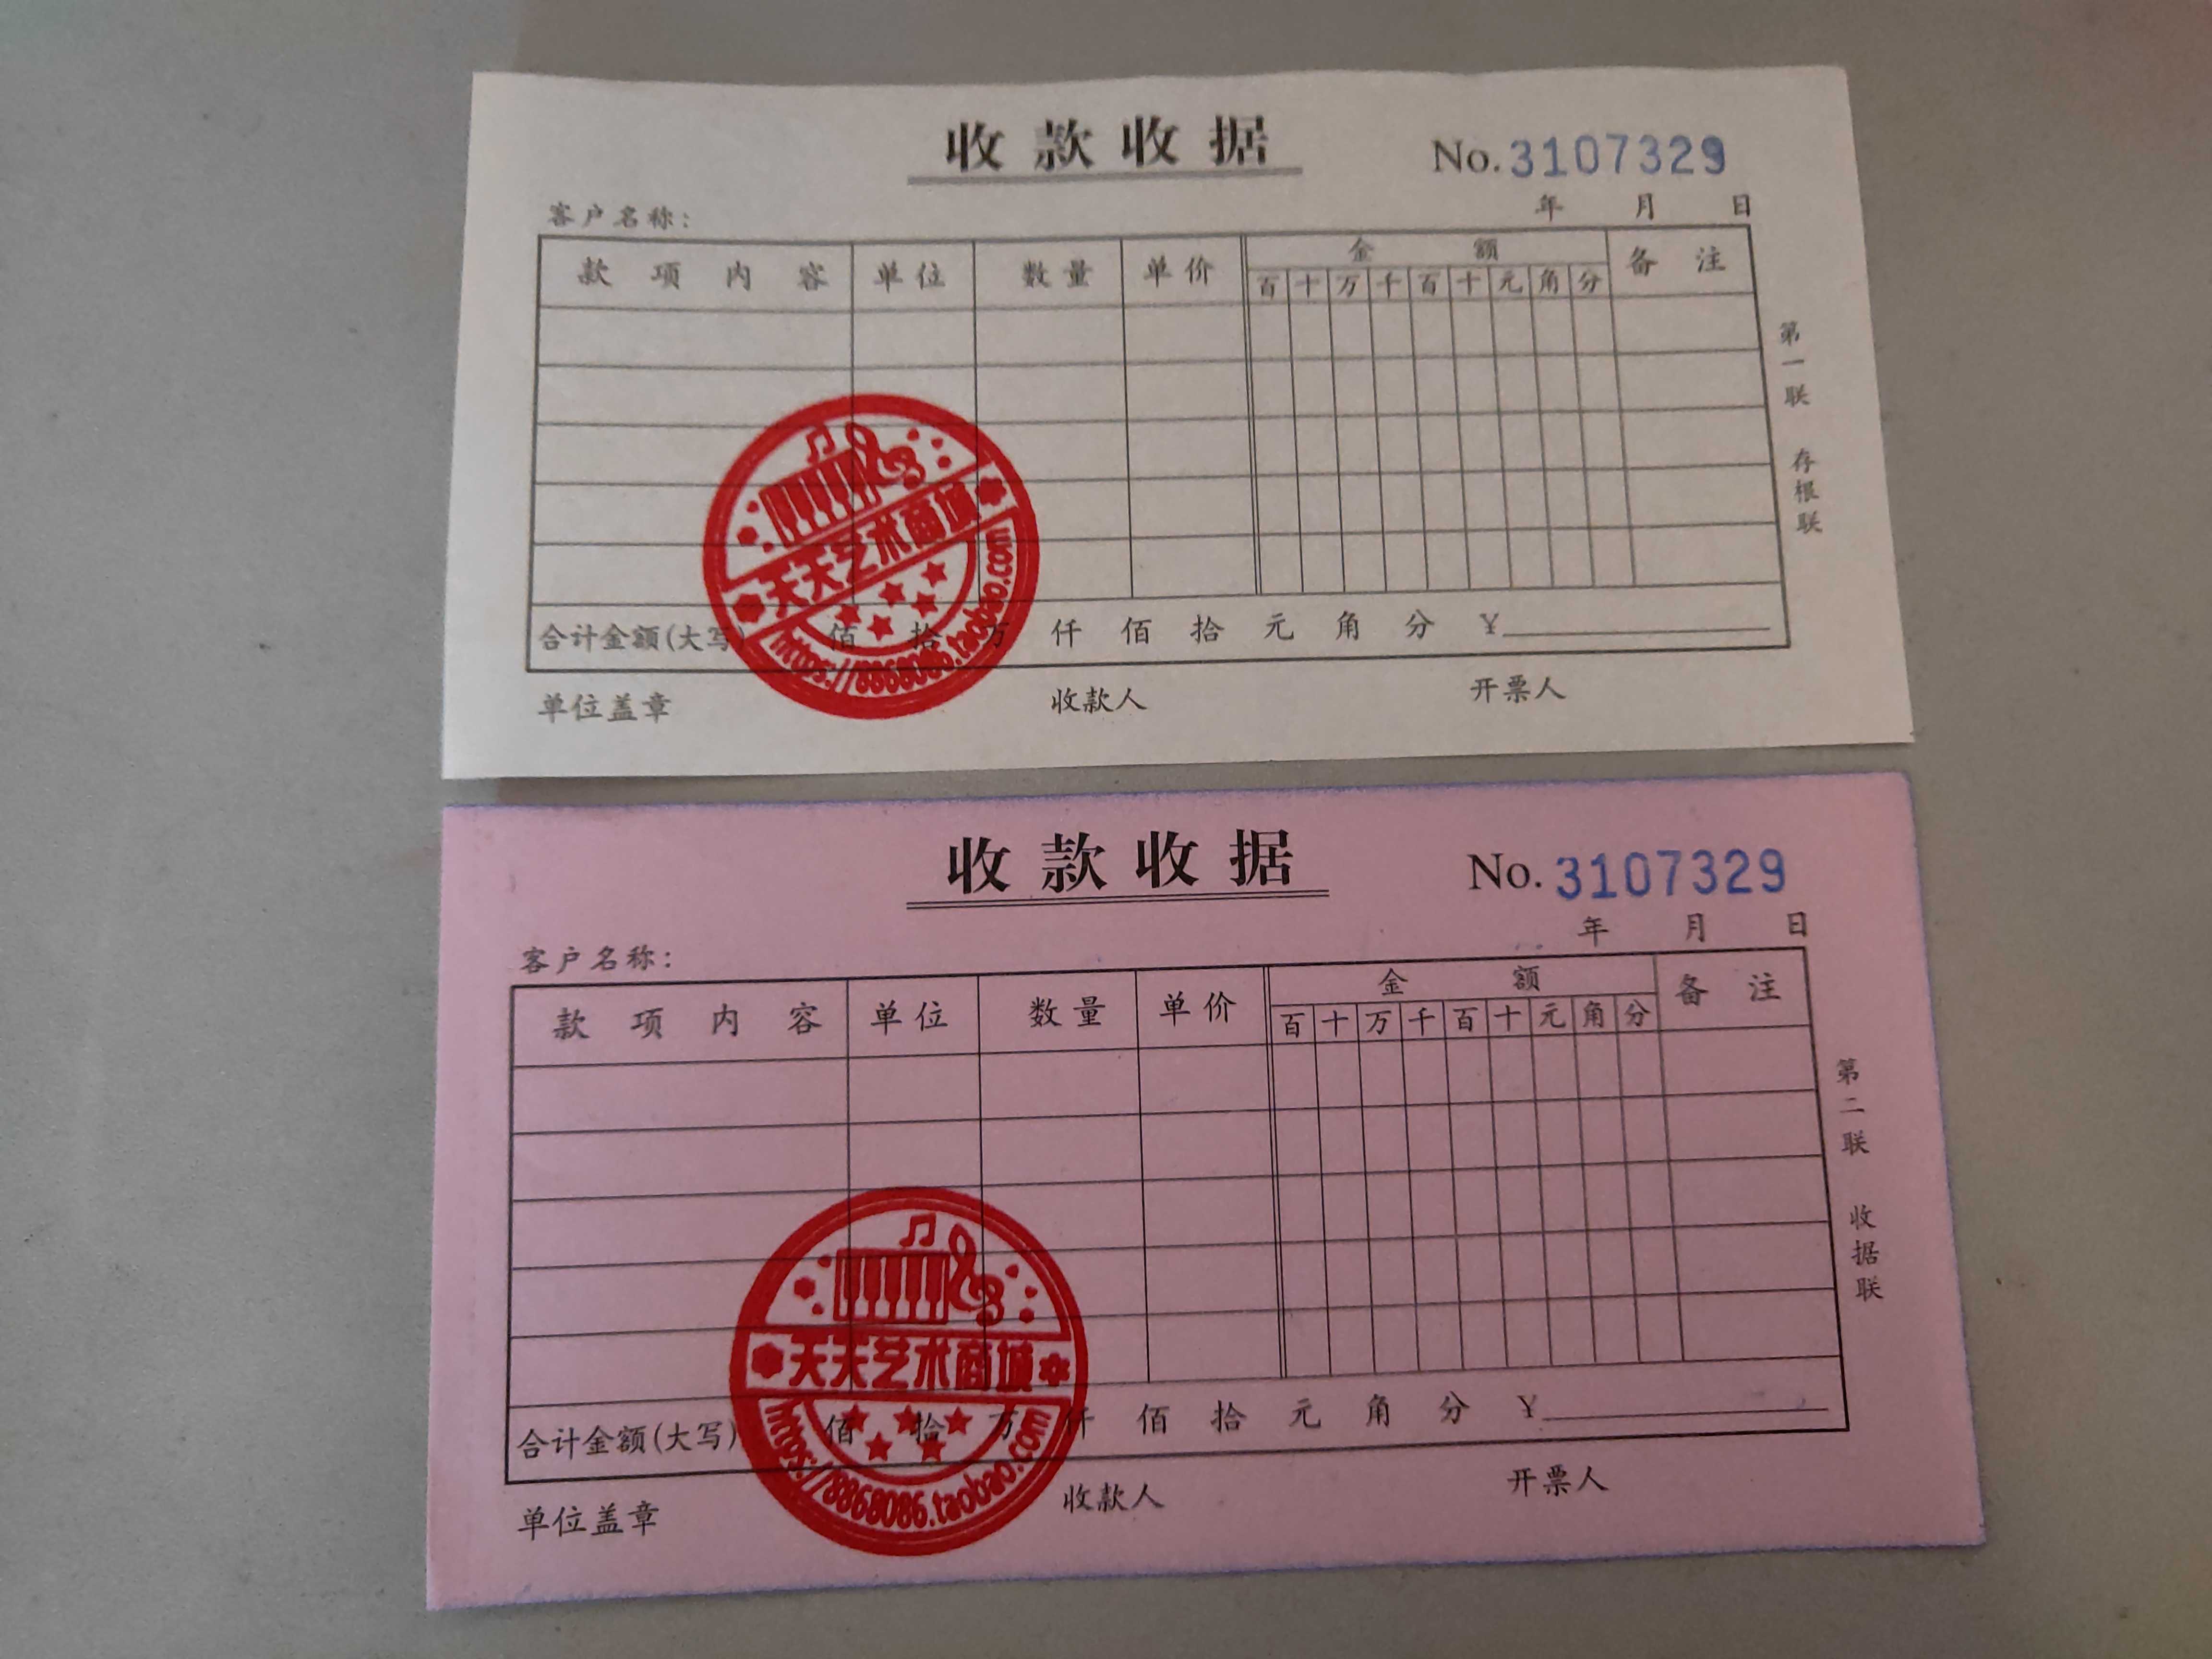 收款收据
No.3107329
年 月 日
客户名称：
款项内容 单位 数量 单价 金额 备注
百 十 万 千 百 十 元 角 分
第一联 存根联
天天艺术商城
https://8868086.taobao.com
合计金额(大写) 佰 拾 万 仟 佰 拾 元 角 分 ¥
单位盖章 收款人 开票人
收款收据
No.3107329
年 月 日
客户名称：
款项内容 单位 数量 单价 金额 备注
百 十 万 千 百 十 元 角 分
第二联 收据联
天天艺术商城
https://8868086.taobao.com
合计金额(大写) 佰 拾 万 仟 佰 拾 元 角 分 ¥
单位盖章 收款人 开票人